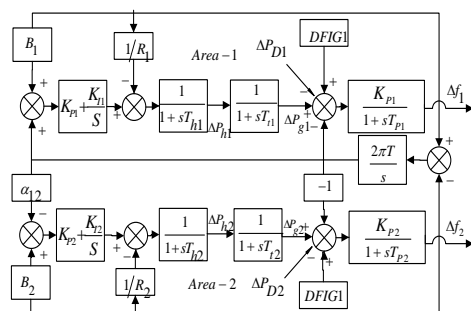 B1
1/R1
Area-1
ΔPD1
DFIG1
+
+
KP1+KI1/S
+
−
1/1+sTh1
ΔPh1
1/1+sTt1
ΔPg1
−
+
+
−
KP1/1+sTP1
Δf1
2πT/s
+
−
α12
-1
−
+
KP2+KI2/S
+
−
1/1+sTh2
ΔPh2
1/1+sTt2
ΔPg2
+
−
+
KP2/1+sTP2
Δf2
B2
1/R2
Area-2
ΔPD2
DFIG1